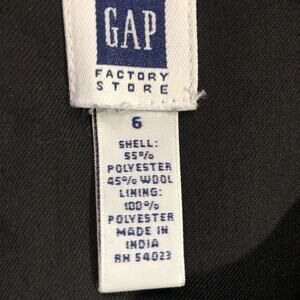 GAP
FACTORY
STORE
6
SHELL:
55%
POLYESTER
45% WOOL
LINING:
100%
POLYESTER
MADE IN
INDIA
RN 54023